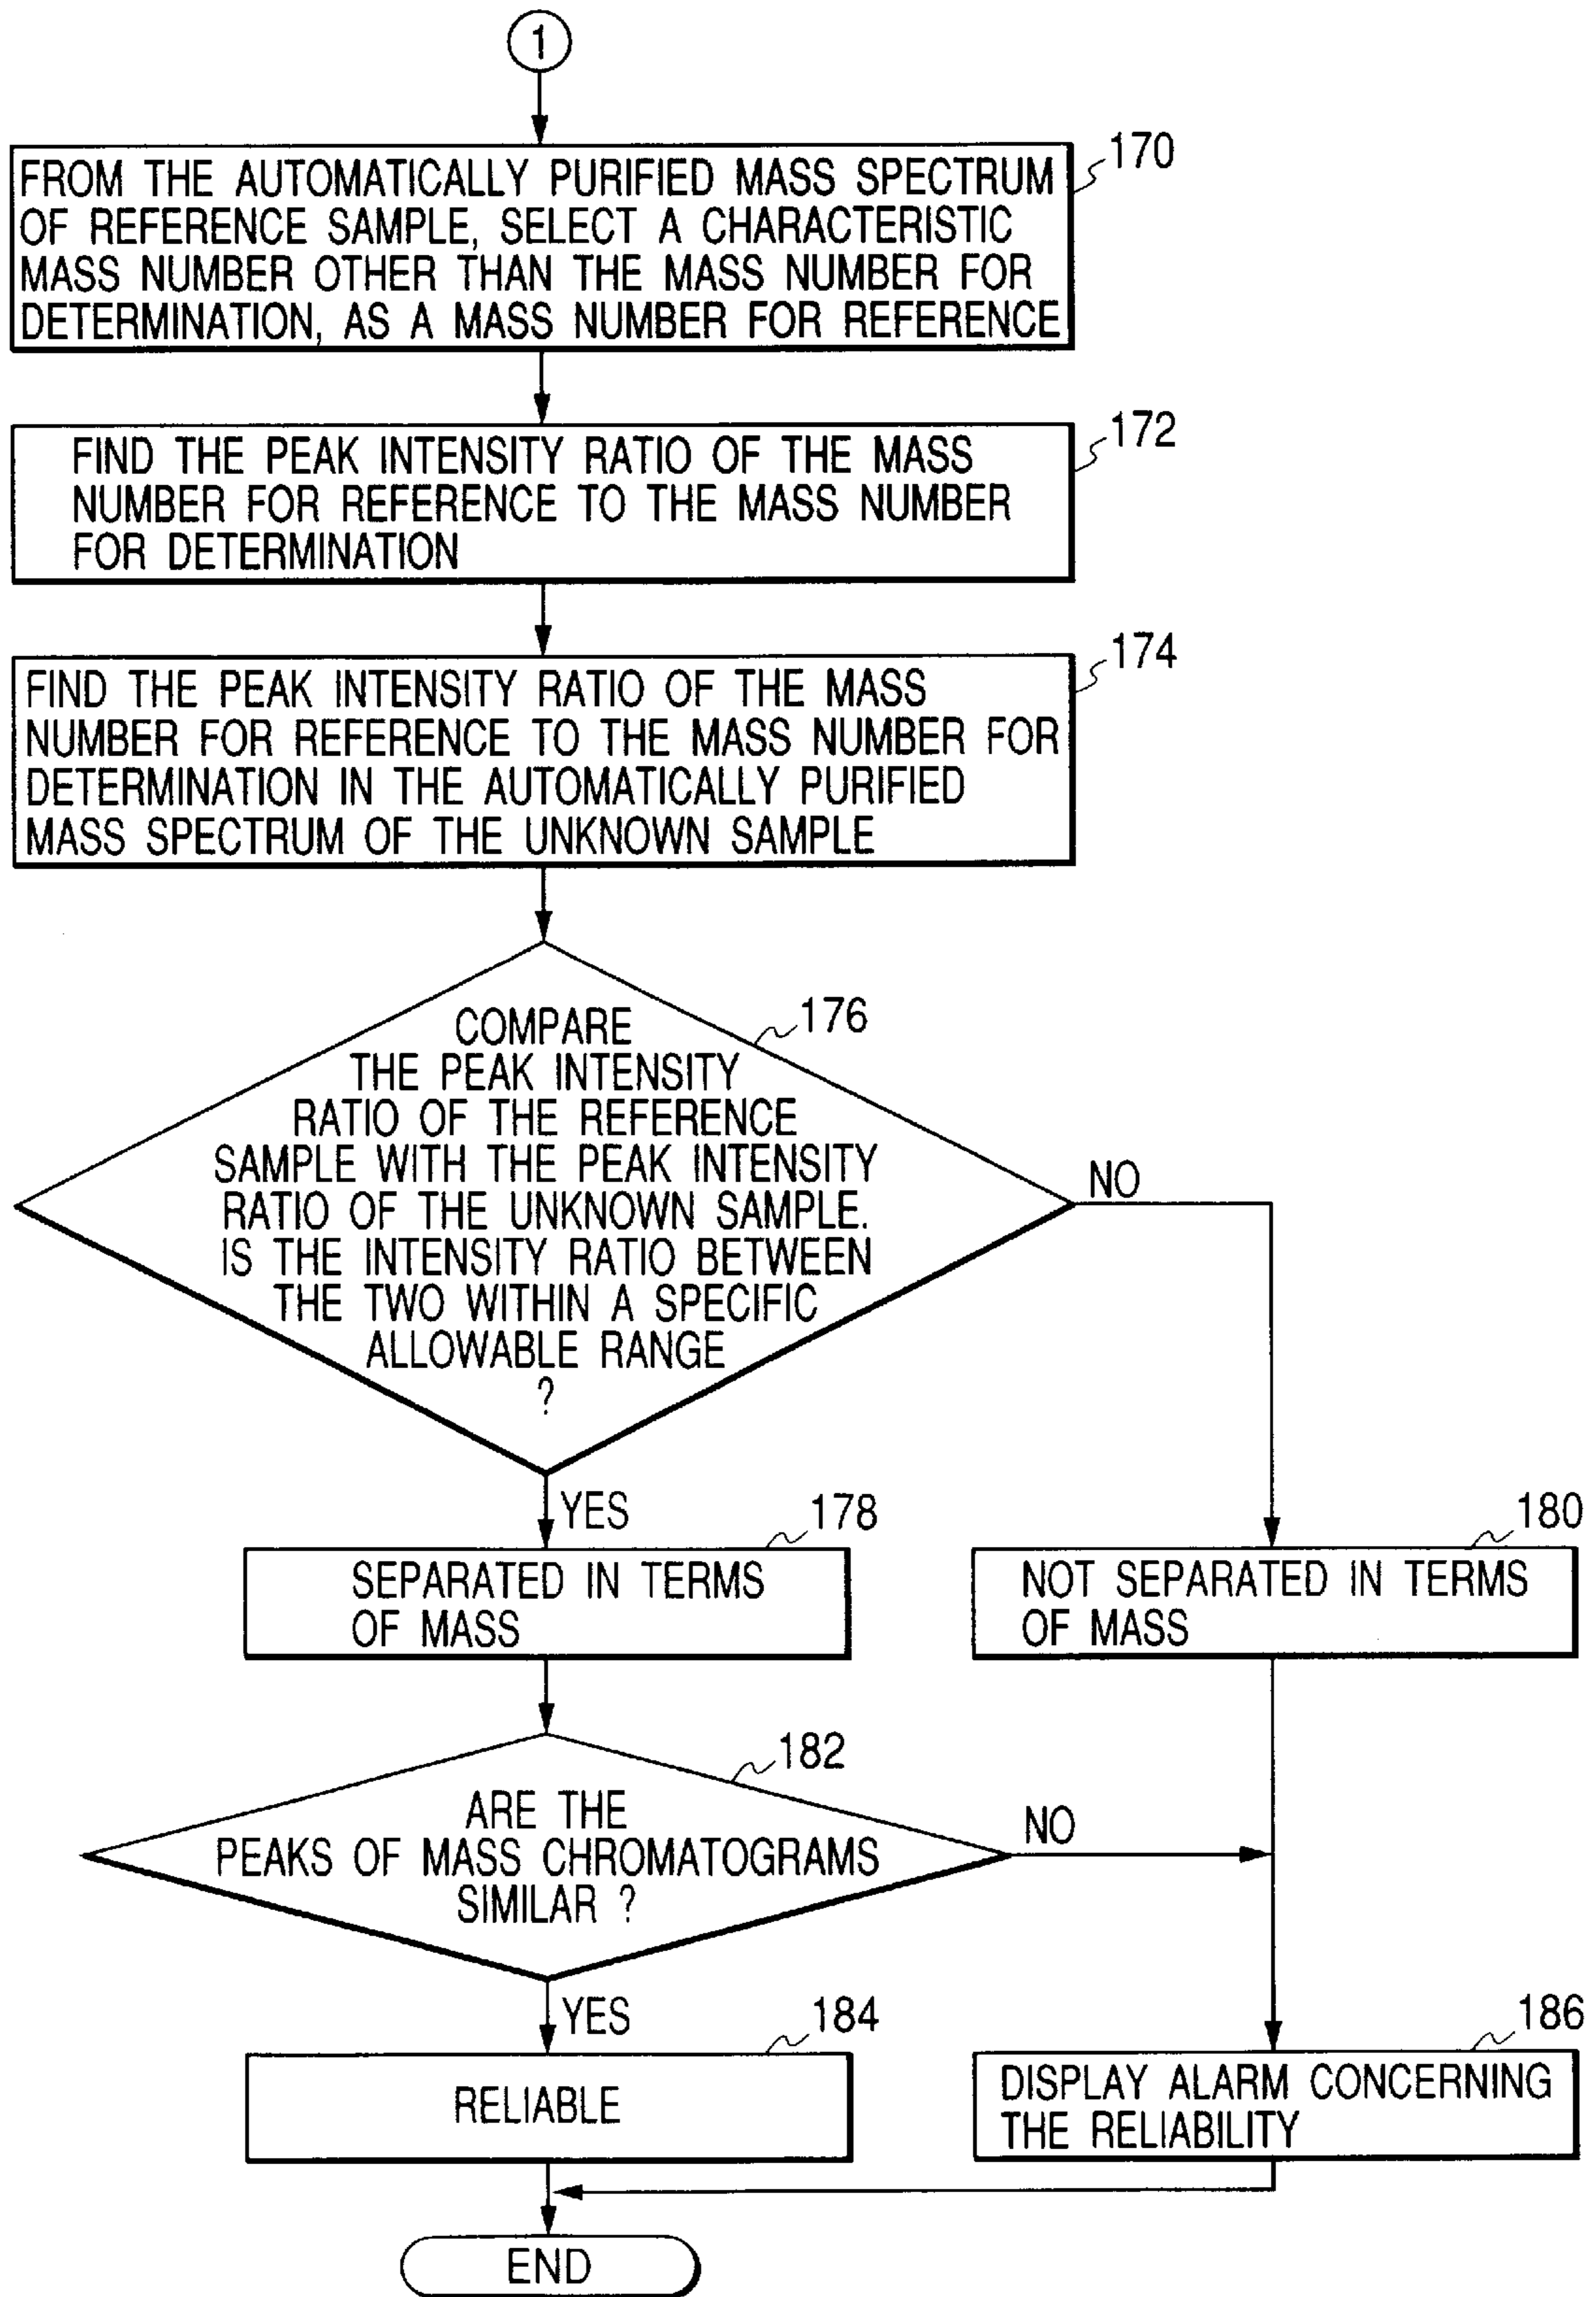 1
FROM THE AUTOMATICALLY PURIFIED MASS SPECTRUM
OF REFERENCE SAMPLE, SELECT A CHARACTERISTIC
MASS NUMBER OTHER THAN THE MASS NUMBER FOR
DETERMINATION, AS A MASS NUMBER FOR REFERENCE
170
FIND THE PEAK INTENSITY RATIO OF THE MASS
NUMBER FOR REFERENCE TO THE MASS NUMBER
FOR DETERMINATION
172
FIND THE PEAK INTENSITY RATIO OF THE MASS
NUMBER FOR REFERENCE TO THE MASS NUMBER FOR
DETERMINATION IN THE AUTOMATICALLY PURIFIED
MASS SPECTRUM OF THE UNKNOWN SAMPLE
174
COMPARE
THE PEAK INTENSITY
RATIO OF THE REFERENCE
SAMPLE WITH THE PEAK INTENSITY
RATIO OF THE UNKNOWN SAMPLE.
IS THE INTENSITY RATIO BETWEEN
THE TWO WITHIN A SPECIFIC
ALLOWABLE RANGE
?
176
NO
YES
178
SEPARATED IN TERMS
OF MASS
180
NOT SEPARATED IN TERMS
OF MASS
182
ARE THE
PEAKS OF MASS CHROMATOGRAMS
SIMILAR ?
NO
YES
184
RELIABLE
186
DISPLAY ALARM CONCERNING
THE RELIABILITY
END